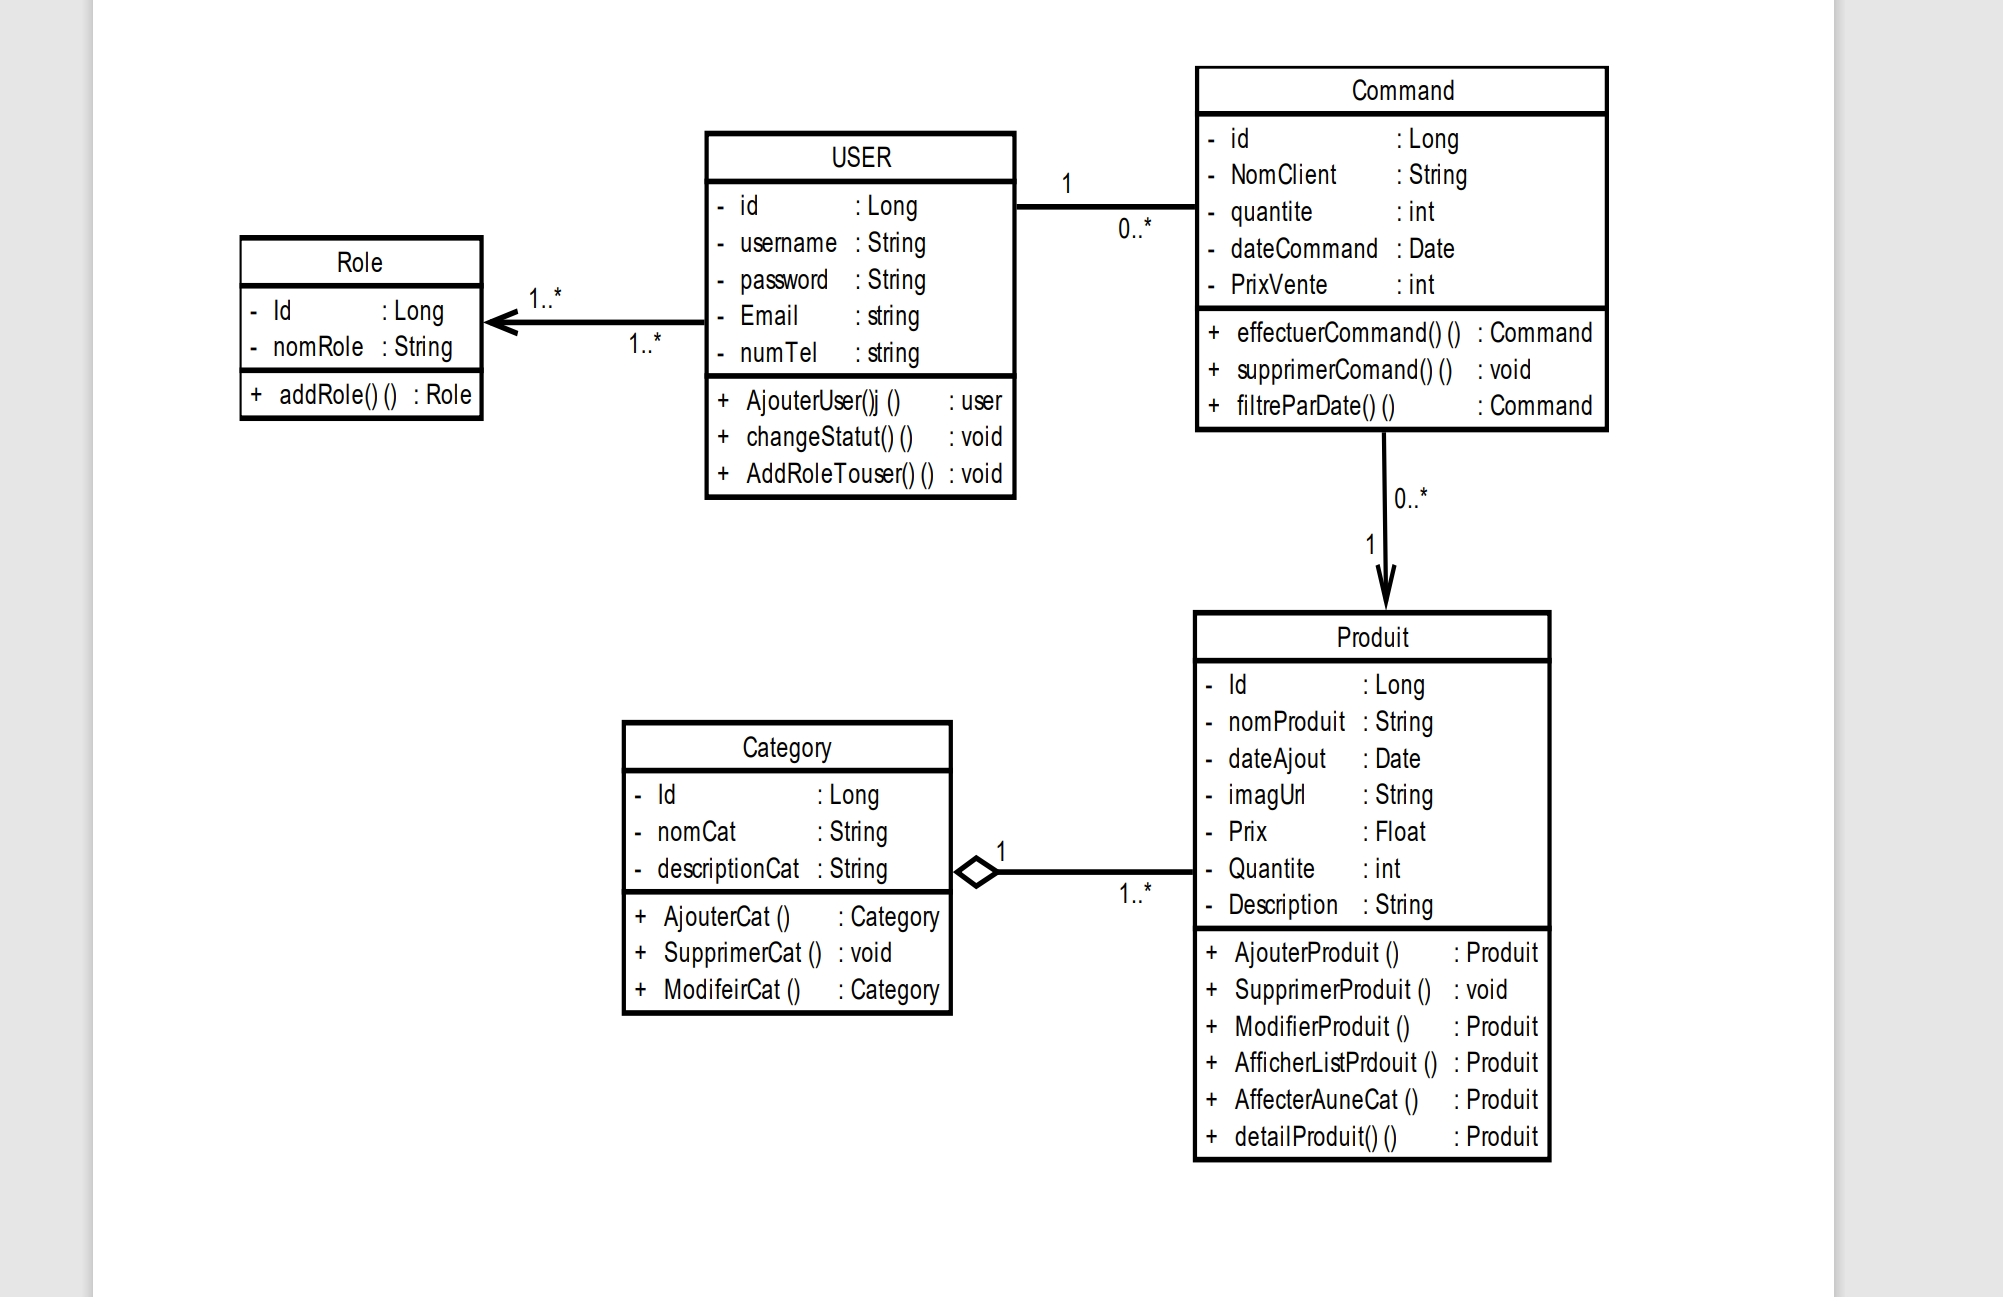 Command
- id : Long
- NomClient : String
- quantite : int
- dateCommand : Date
- PrixVente : int
+ effectuerCommand() () : Command
+ supprimerComand() () : void
+ filtreParDate() () : Command
USER
- id : Long
- username : String
- password : String
- Email : string
- numTel : string
+ AjouterUser()j () : user
+ changeStatut() () : void
+ AddRoleTouser() () : void
1
0..*
Role
- Id : Long
- nomRole : String
+ addRole() () : Role
1..*
1..*
0..*
1
Produit
- Id : Long
- nomProduit : String
- dateAjout : Date
- imagUrl : String
- Prix : Float
- Quantite : int
- Description : String
+ AjouterProduit () : Produit
+ SupprimerProduit () : void
+ ModifierProduit () : Produit
+ AfficherListPrdouit () : Produit
+ AffecterAuneCat () : Produit
+ detailProduit() () : Produit
Category
- Id : Long
- nomCat : String
- descriptionCat : String
+ AjouterCat () : Category
+ SupprimerCat () : void
+ ModifeirCat () : Category
1
1..*